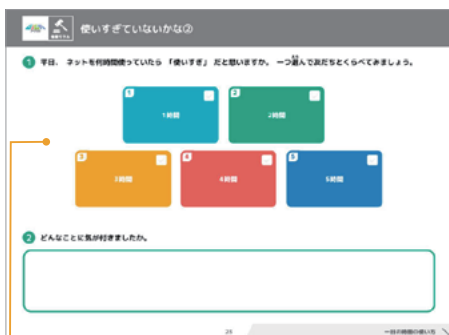 使いすぎていないかな②
1 平日、ネットを何時間使っていたら「使いすぎ」だと思いますか。一つ選んで友だちとくらべてみましょう。
1
1時間
2
2時間
3
3時間
4
4時間
5
5時間
2 どんなことに気が付きましたか。
一日の時間の使い方